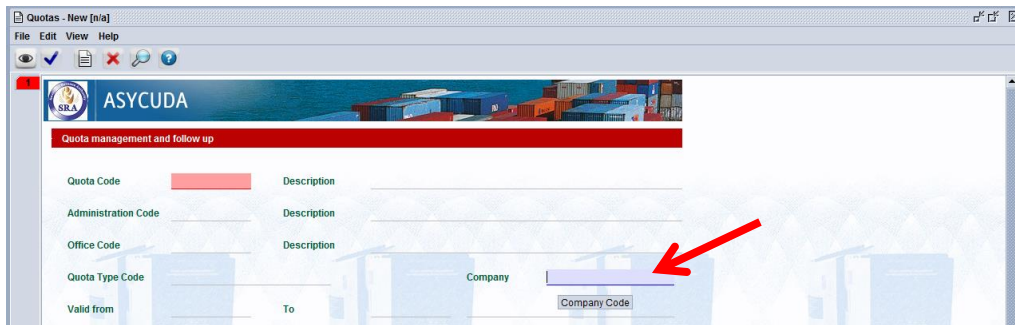 Quotas - New [n/a]
File Edit View Help
1
SRA ASYCUDA
Quota management and follow up
Quota Code Description
Administration Code Description
Office Code Description
Quota Type Code Company
Company Code
Valid from To